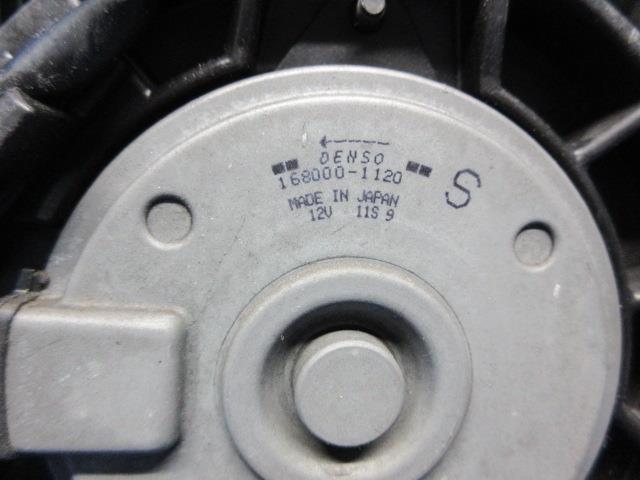 DENSO
168000-1120
S
MADE IN JAPAN
12V 11S 9